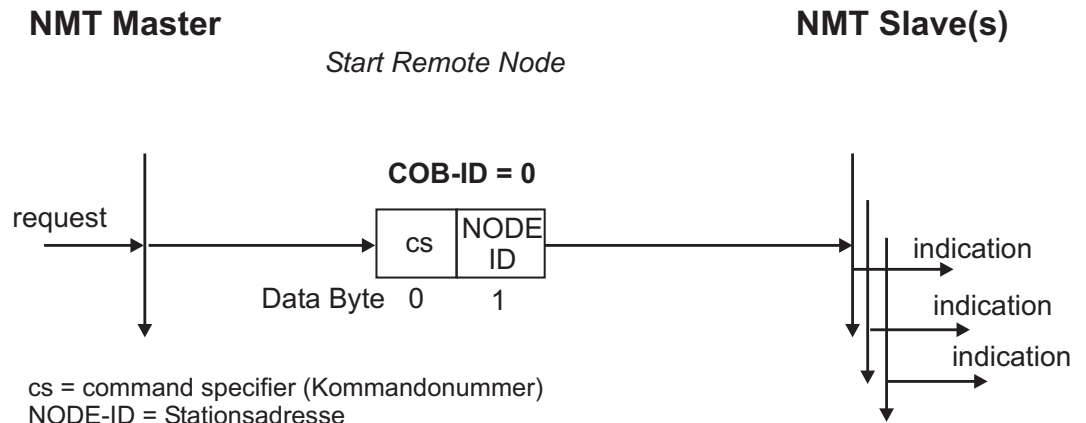 NMT Master
NMT Slave(s)
Start Remote Node
COB-ID = 0
request
cs
NODE
ID
indication
Data Byte 0 1
indication
indication
cs = command specifier (Kommandonummer)
NODE-ID = Stationsadresse